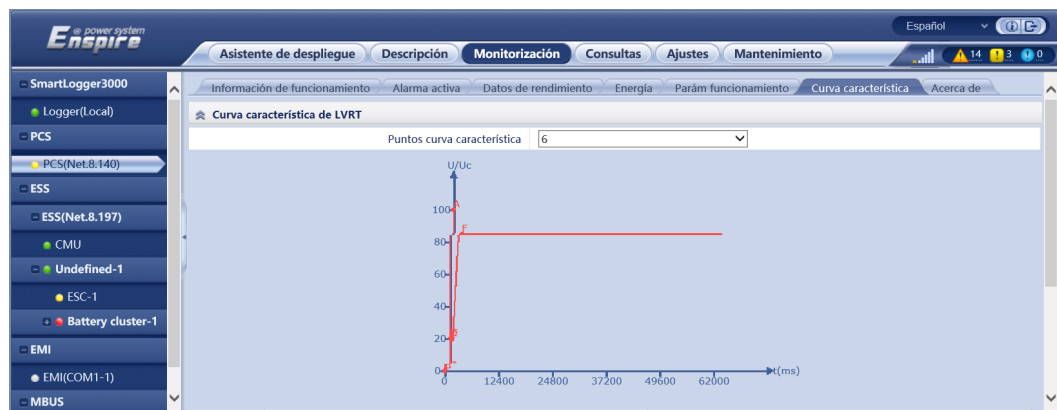 e power system
Enspire
Español
Asistente de despliegue Descripción Monitorización Consultas Ajustes Mantenimiento
14 3 0
SmartLogger3000
Logger(Local)
PCS
PCS(Net.8.140)
ESS
ESS(Net.8.197)
CMU
Undefined-1
ESC-1
Battery cluster-1
EMI
EMI(COM1-1)
MBUS
Información de funcionamiento Alarma activa Datos de rendimiento Energía Parám funcionamiento Curva característica Acerca de
Curva característica de LVRT
Puntos curva característica 6
U/Uc
A
100
F
80
60
40
20
0
0 12400 24800 37200 49600 62000 t(ms)